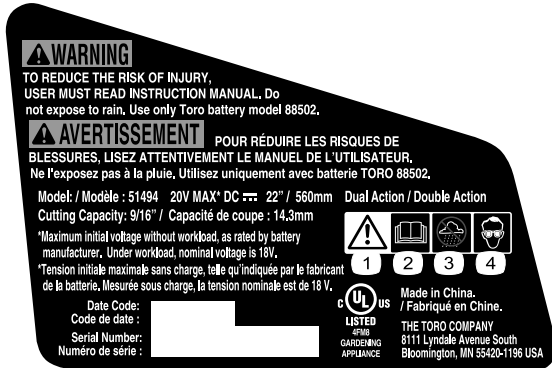 WARNING
TO REDUCE THE RISK OF INJURY,
USER MUST READ INSTRUCTION MANUAL. Do
not expose to rain. Use only Toro battery model 88502.
AVERTISSEMENT POUR RÉDUIRE LES RISQUES DE
BLESSURES, LISEZ ATTENTIVEMENT LE MANUEL DE L'UTILISATEUR.
Ne l'exposez pas à la pluie. Utilisez uniquement avec batterie TORO 88502.
Model: / Modèle : 51494 20V MAX* DC 22" / 560mm Dual Action / Double Action
Cutting Capacity: 9/16" / Capacité de coupe : 14.3mm
*Maximum initial voltage without workload, as rated by battery
manufacturer. Under workload, nominal voltage is 18V.
*Tension initiale maximale sans charge, telle qu'indiquée par le fabricant
de la batterie. Mesurée sous charge, la tension nominale est de 18 V.
1 2 3 4
Date Code:
Code de date :
Serial Number:
Numéro de série :
C UL US
LISTED
4FM8
GARDENING
APPLIANCE
Made in China.
/ Fabriqué en Chine.
THE TORO COMPANY
8111 Lyndale Avenue South
Bloomington, MN 55420-1196 USA